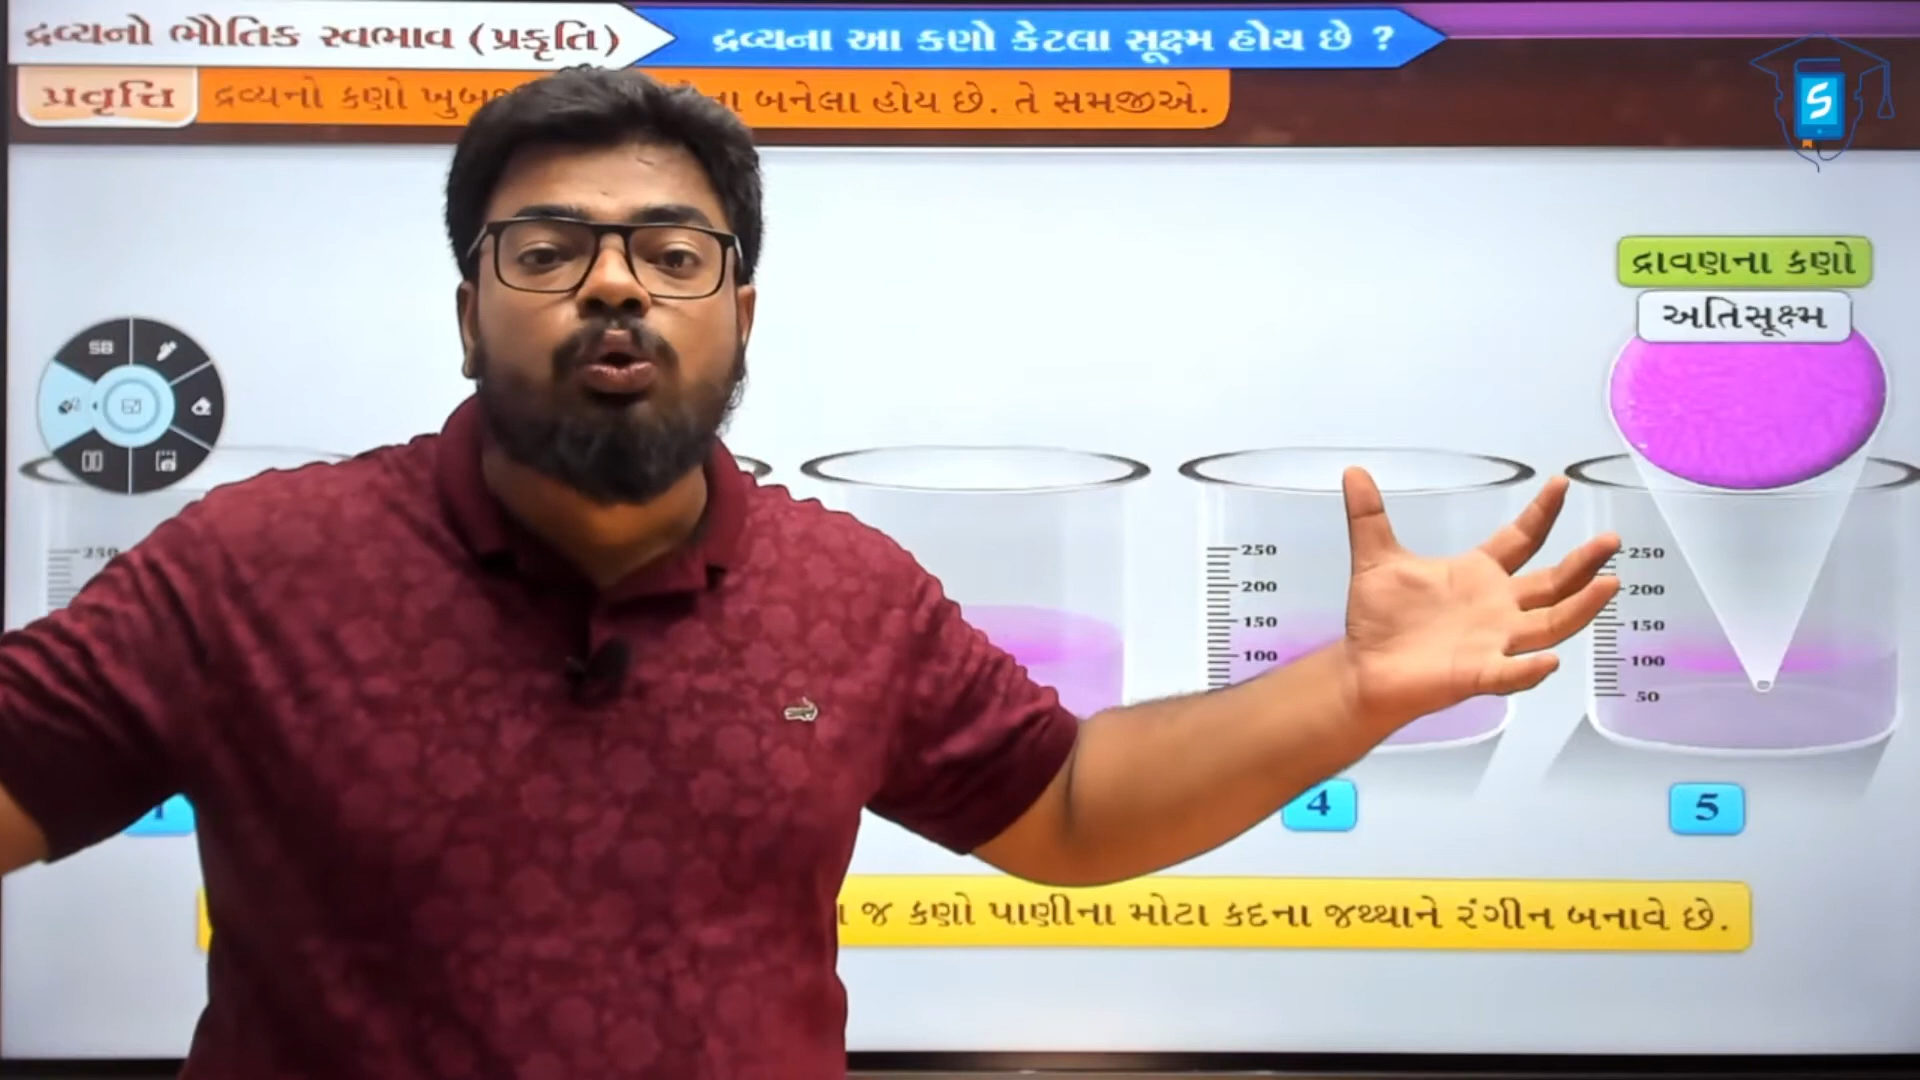 દ્રવ્યનો ભૌતિક સ્વભાવ (પ્રકૃતિ)
દ્રવ્યના આ કણો કેટલા સૂક્ષ્મ હોય છે ?
પ્રવૃત્તિ
દ્રવ્યનો કણો બનેલા હોય છે. તે સમજીએ.
S
દ્રાવણના કણો
અતિસૂક્ષ્મ
SB
250
250
200
150
100
250
200
150
100
50
4
5
જ કણો પાણીના મોટા કદના જથ્થાને રંગીન બનાવે છે.